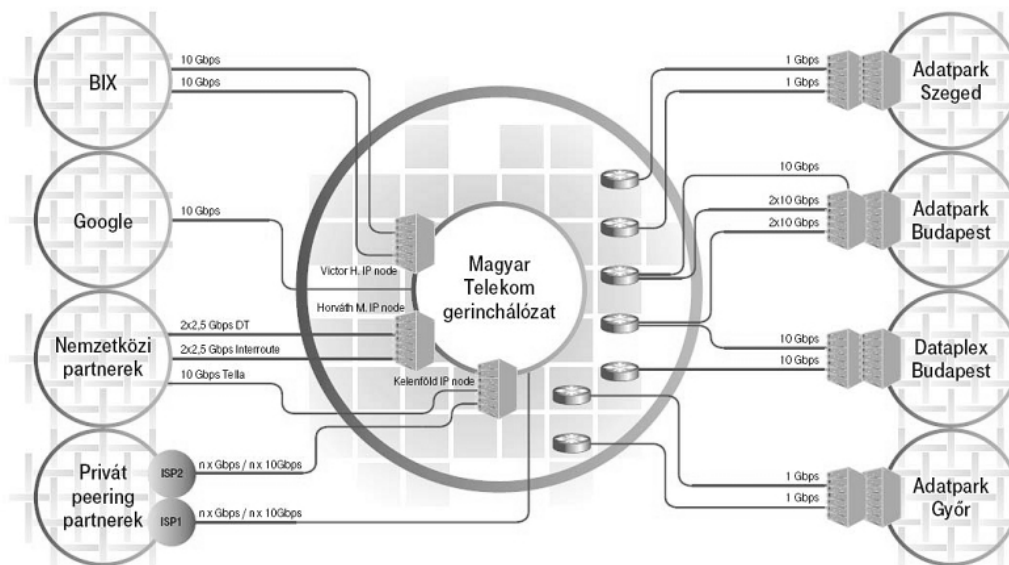 BIX
10 Gbps
10 Gbps
Google
10 Gbps
Nemzetközi
partnerek
2x2,5 Gbps DT
2x2,5 Gbps Interroute
10 Gbps Tella
Privát
peering
partnerek
ISP2
n x Gbps / n x 10Gbps
ISP1
n x Gbps / n x 10Gbps
Victor H. IP node
Horváth M. IP node
Kelenföld IP node
Magyar
Telekom
gerinchálózat
1 Gbps
1 Gbps
Adatpark
Szeged
10 Gbps
2x10 Gbps
2x10 Gbps
Adatpark
Budapest
10 Gbps
10 Gbps
Dataplex
Budapest
1 Gbps
1 Gbps
Adatpark
Győr